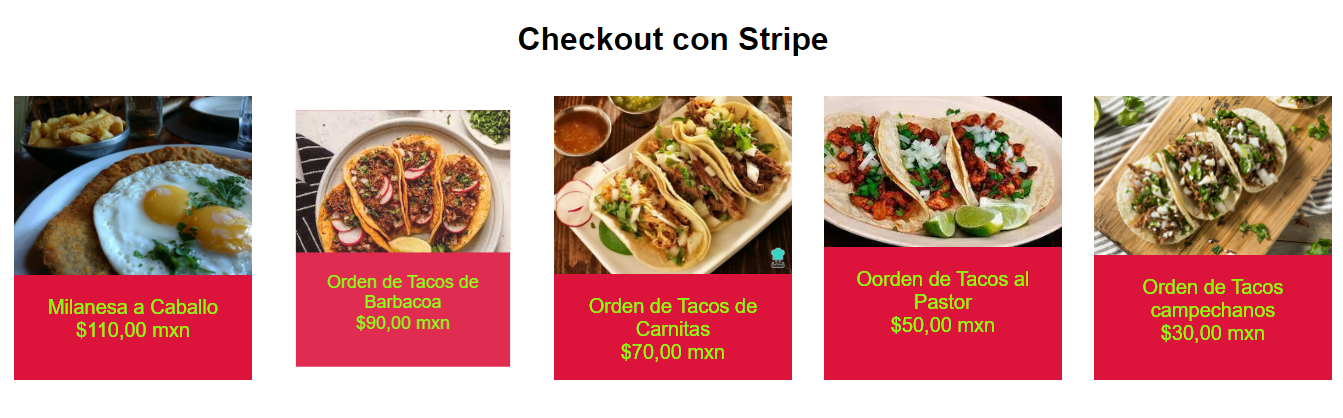 Checkout con Stripe
Milanesa a Caballo
$110,00 mxn
Orden de Tacos de
Barbacoa
$90,00 mxn
Orden de Tacos de
Carnitas
$70,00 mxn
Oorden de Tacos al
Pastor
$50,00 mxn
Orden de Tacos
campechanos
$30,00 mxn